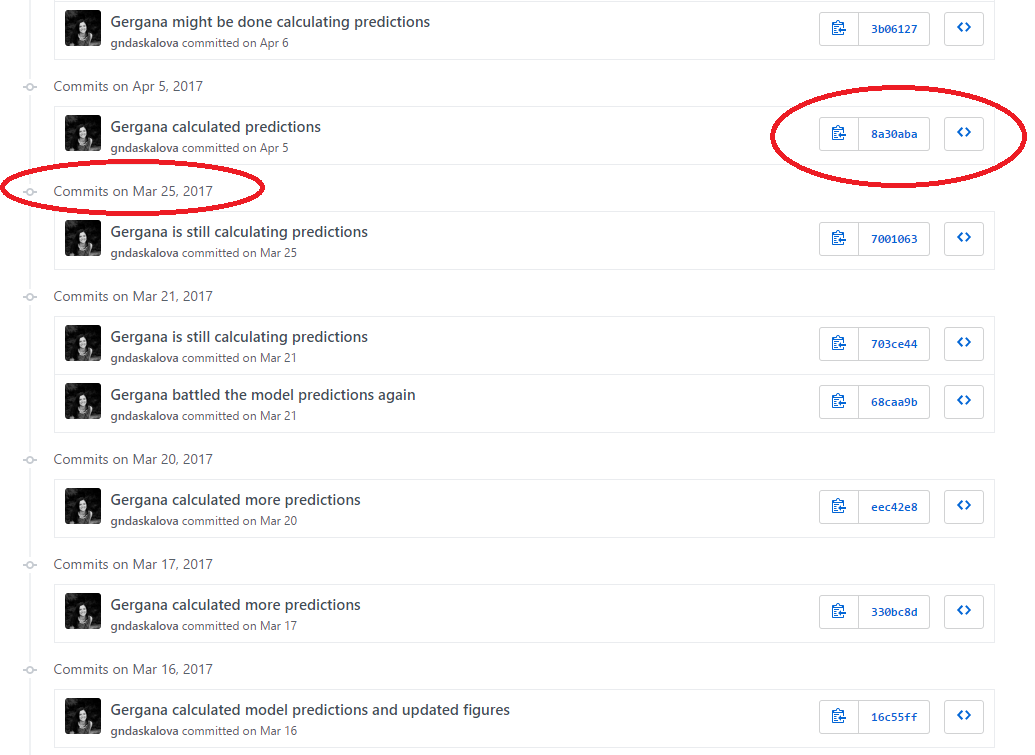 Gergana might be done calculating predictions
gndaskalova committed on Apr 6
3b06127
Commits on Apr 5, 2017
Gergana calculated predictions
gndaskalova committed on Apr 5
8a30aba
Commits on Mar 25, 2017
Gergana is still calculating predictions
gndaskalova committed on Mar 25
7001063
Commits on Mar 21, 2017
Gergana is still calculating predictions
gndaskalova committed on Mar 21
703ce44
Gergana battled the model predictions again
gndaskalova committed on Mar 21
68caa9b
Commits on Mar 20, 2017
Gergana calculated more predictions
gndaskalova committed on Mar 20
eec42e8
Commits on Mar 17, 2017
Gergana calculated more predictions
gndaskalova committed on Mar 17
330bc8d
Commits on Mar 16, 2017
Gergana calculated model predictions and updated figures
gndaskalova committed on Mar 16
16c55ff